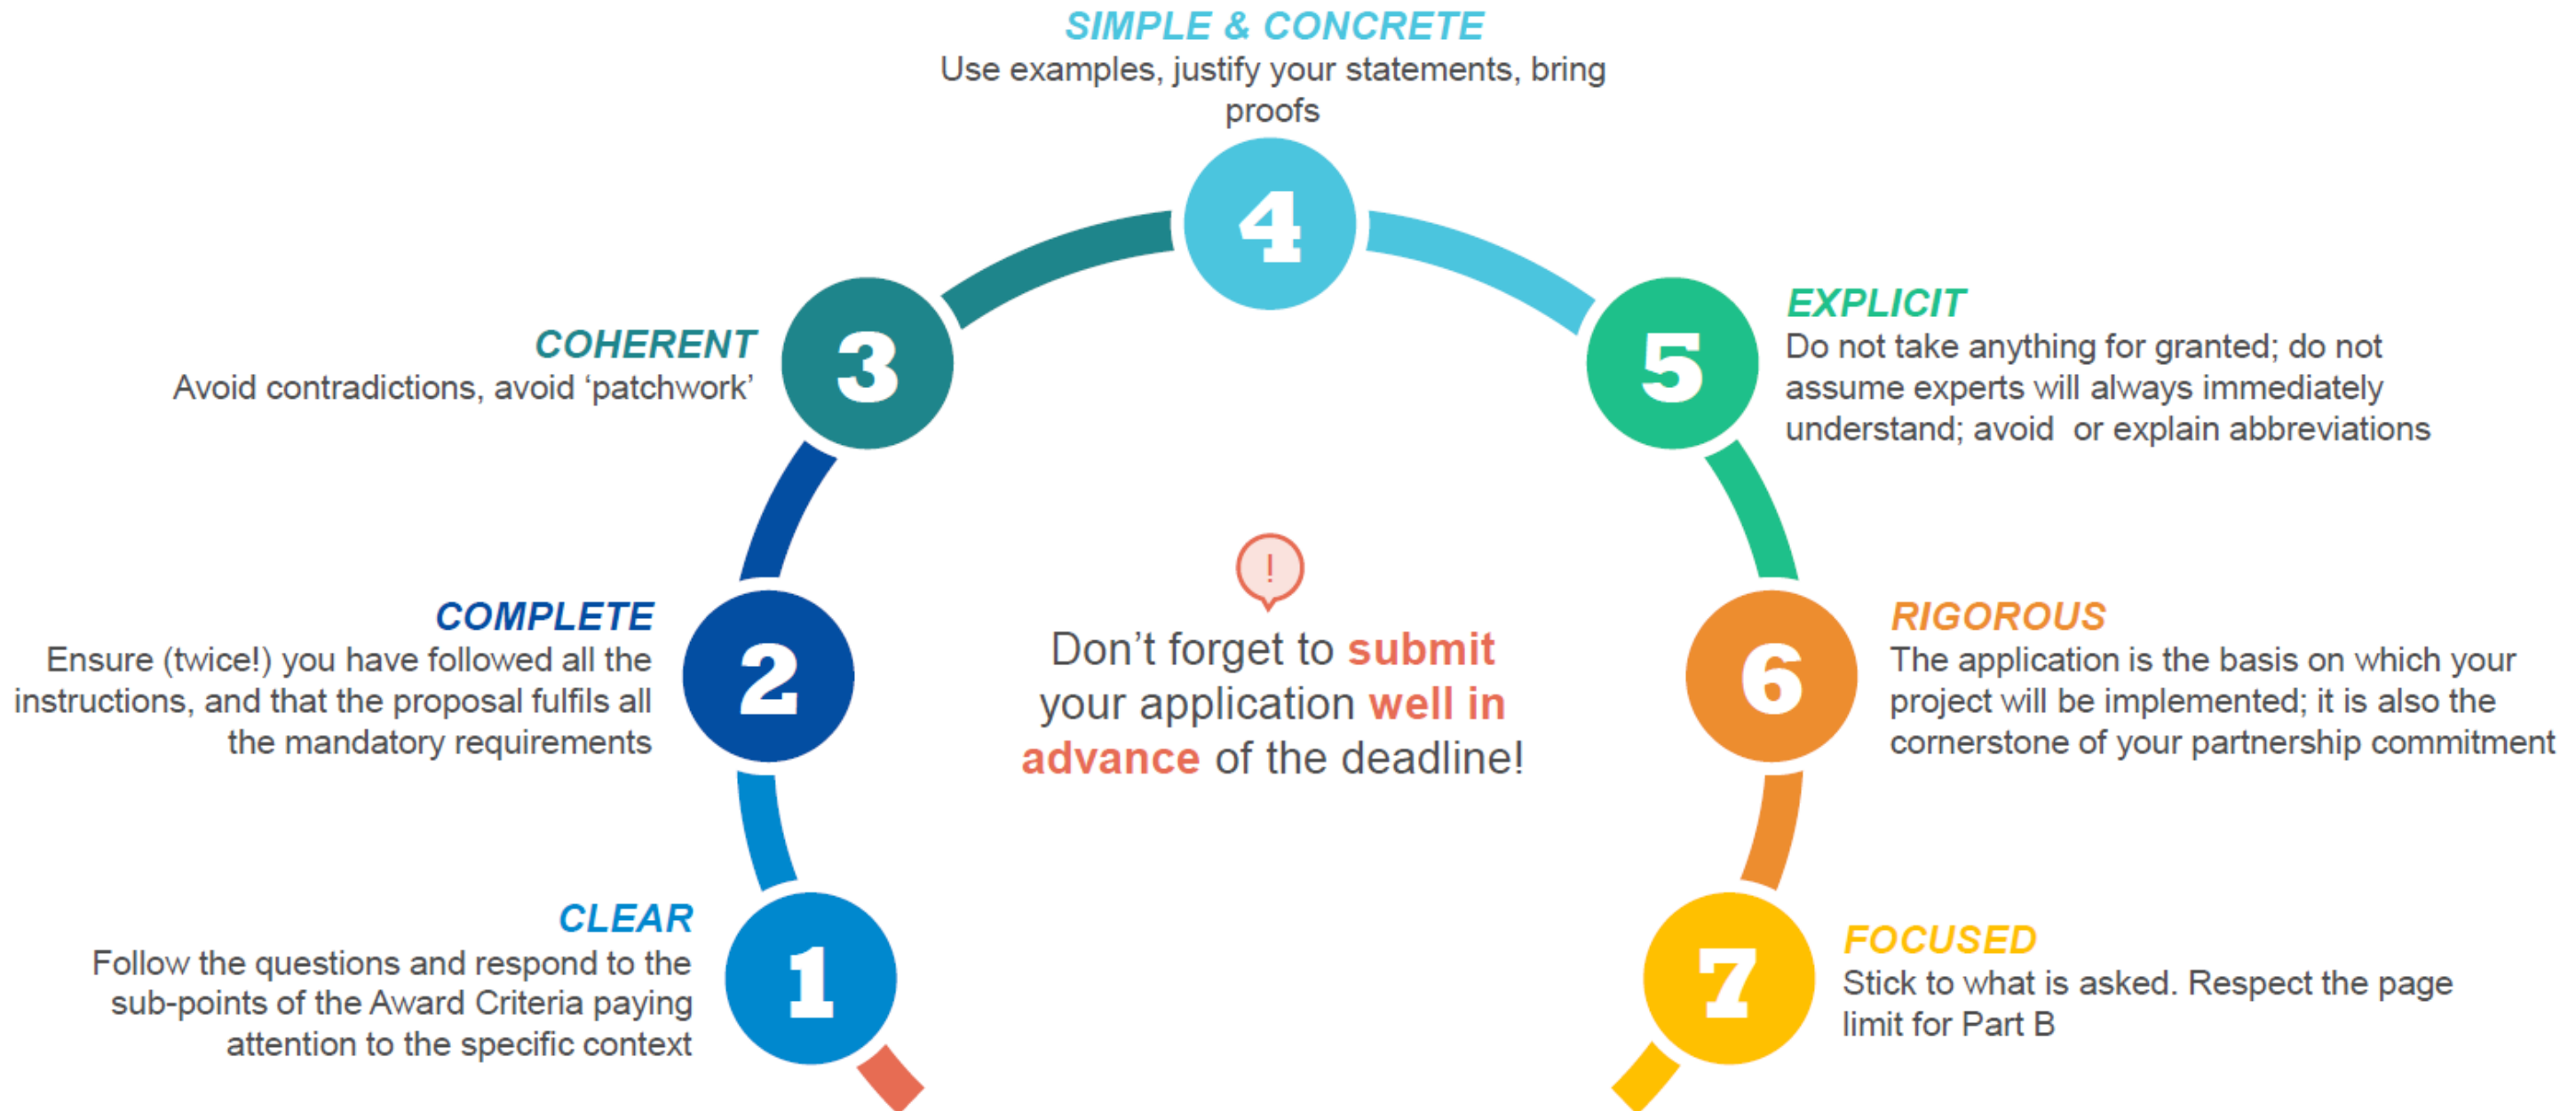 SIMPLE & CONCRETE
Use examples, justify your statements, bring
proofs
4
COHERENT
Avoid contradictions, avoid ‘patchwork’
3
5
EXPLICIT
Do not take anything for granted; do not
assume experts will always immediately
understand; avoid or explain abbreviations
COMPLETE
Ensure (twice!) you have followed all the
instructions, and that the proposal fulfils all
the mandatory requirements
2
!
Don’t forget to submit
your application well in
advance of the deadline!
6
RIGOROUS
The application is the basis on which your
project will be implemented; it is also the
cornerstone of your partnership commitment
CLEAR
Follow the questions and respond to the
sub-points of the Award Criteria paying
attention to the specific context
1
7
FOCUSED
Stick to what is asked. Respect the page
limit for Part B